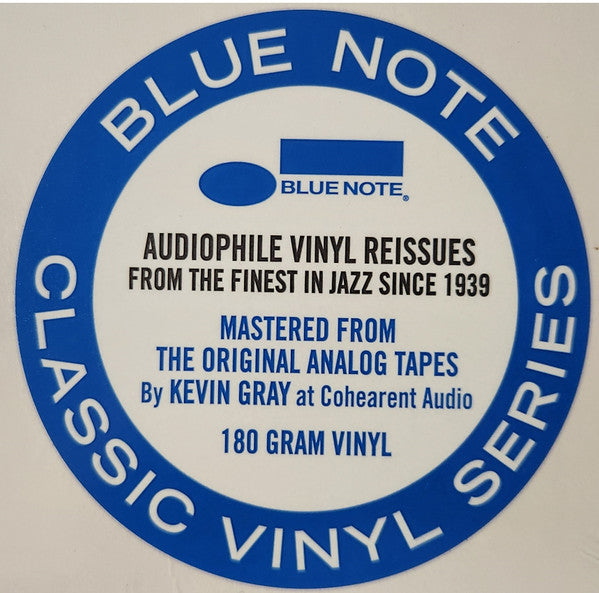 BLUE NOTE
BLUE NOTE®
AUDIOPHILE VINYL REISSUES
FROM THE FINEST IN JAZZ SINCE 1939
MASTERED FROM
THE ORIGINAL ANALOG TAPES
By KEVIN GRAY at Cohearent Audio
180 GRAM VINYL
CLASSIC VINYL SERIES